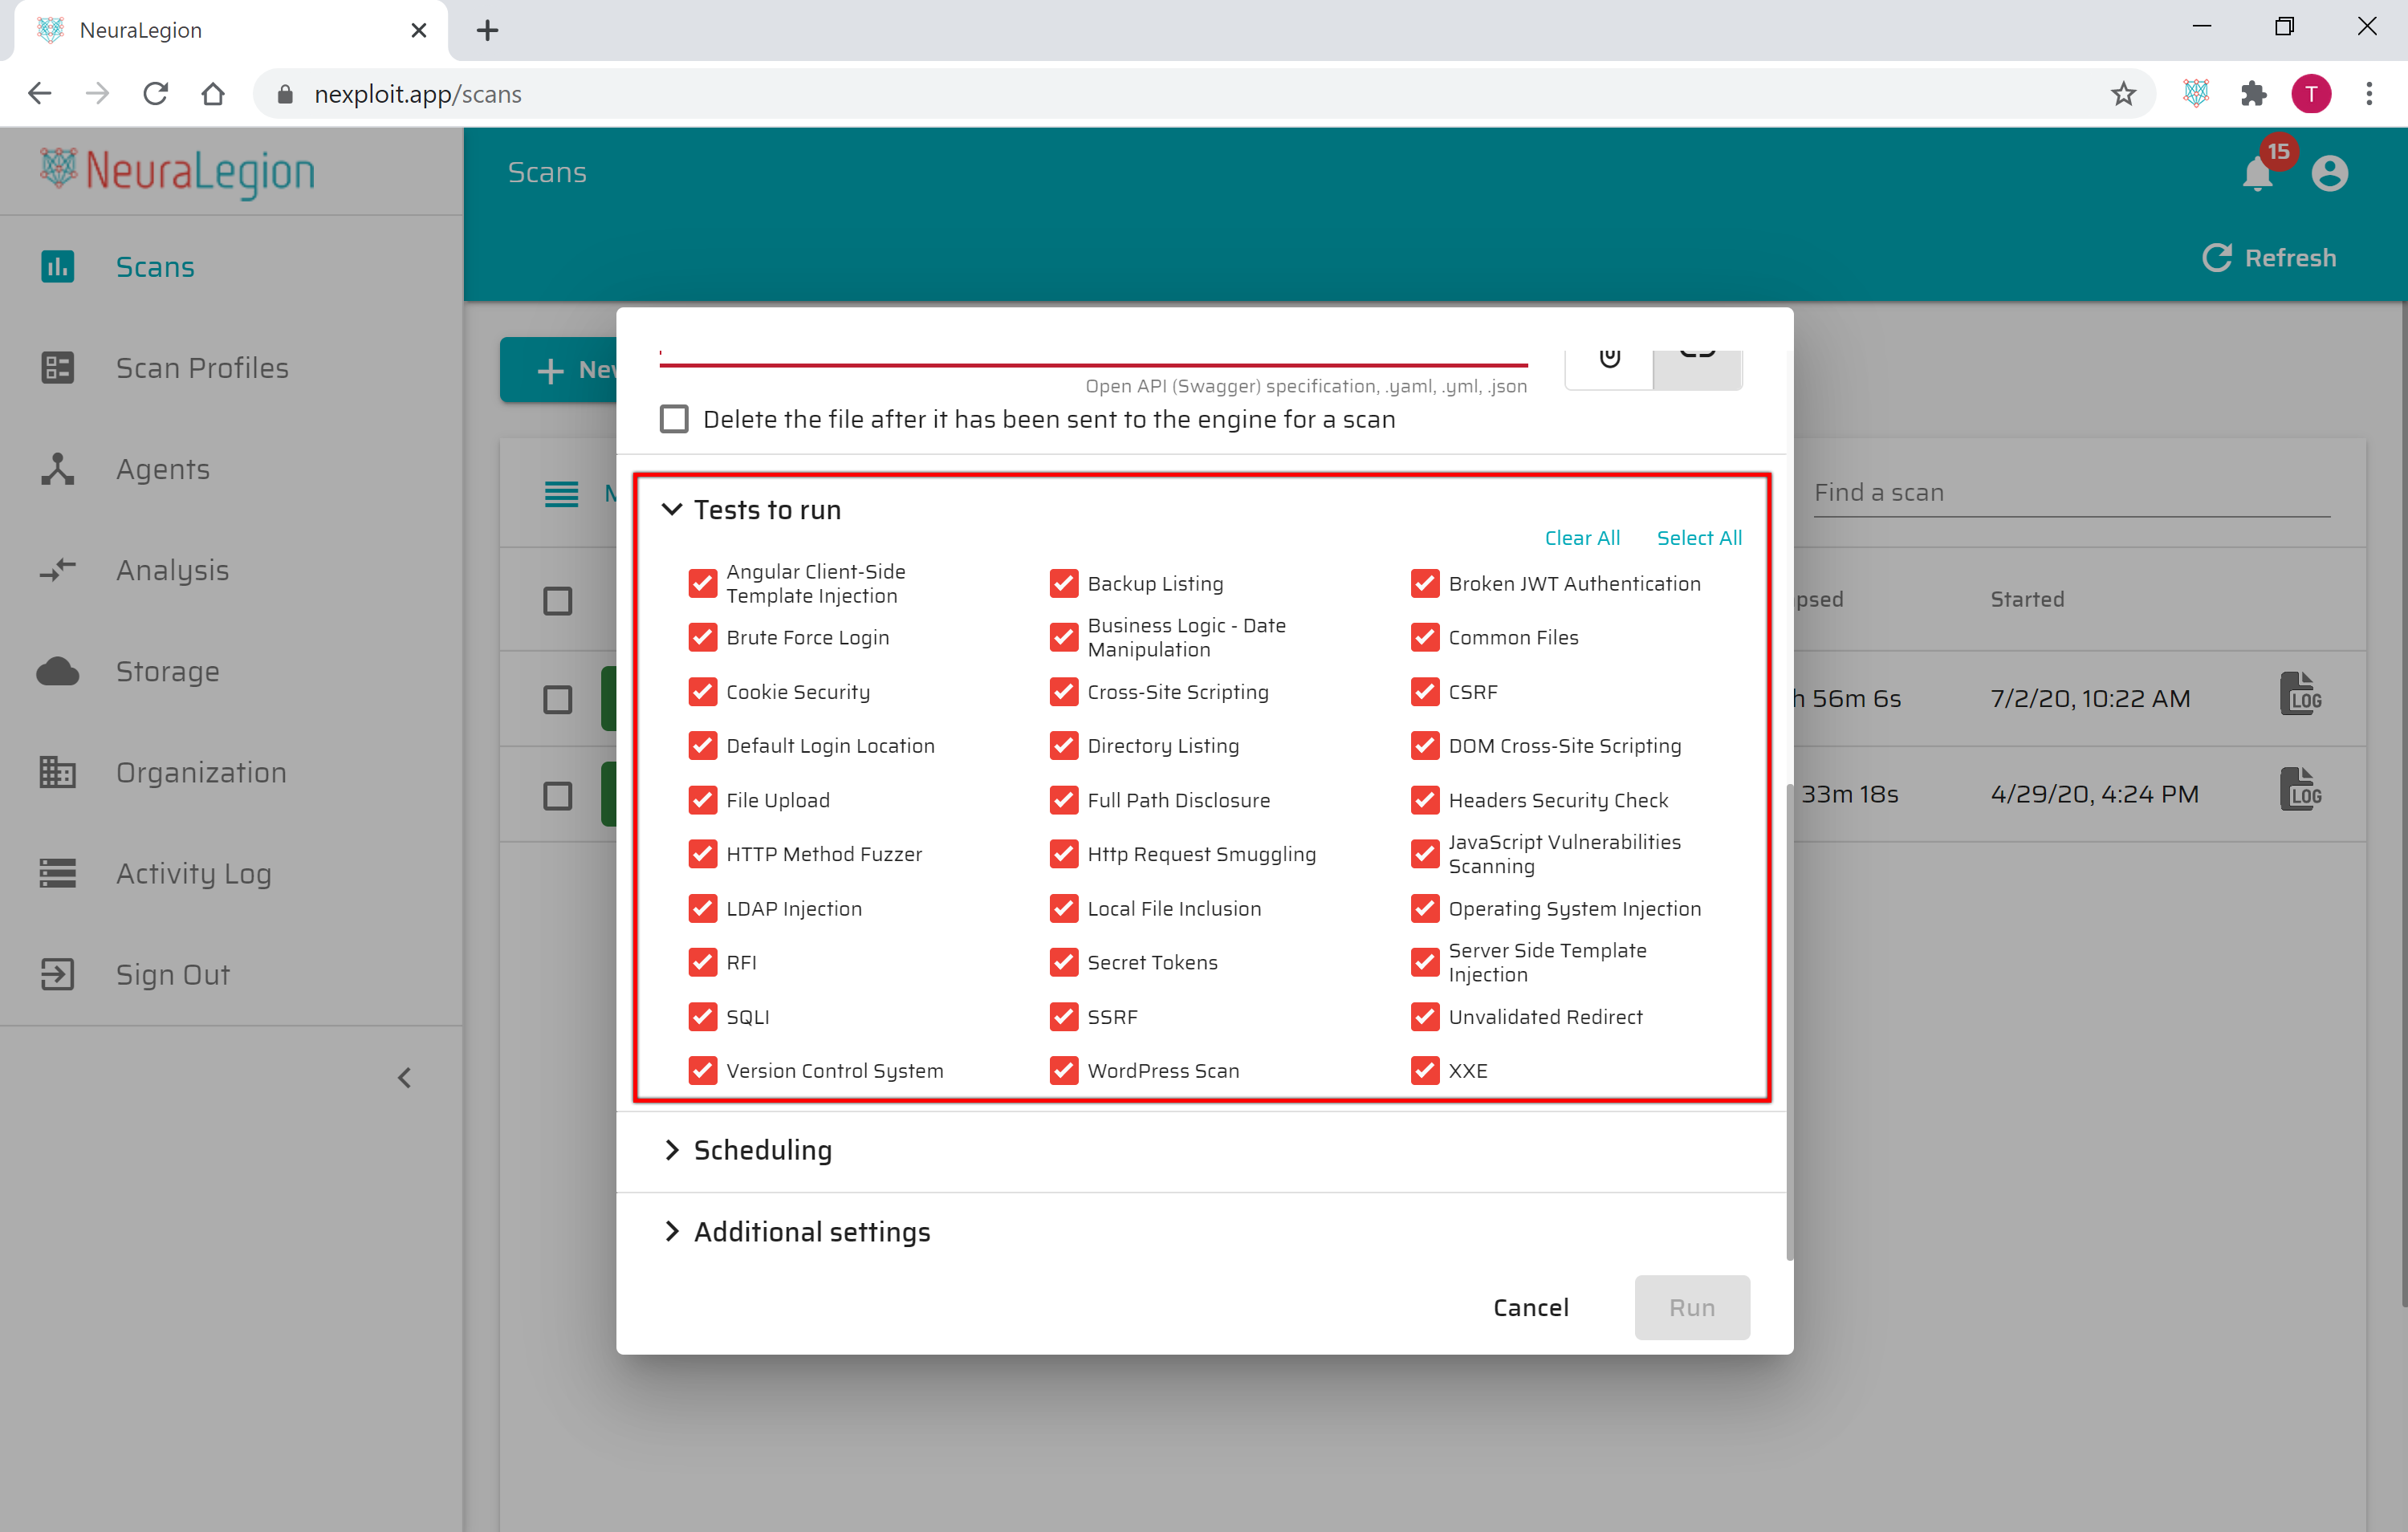 NeuraLegion
nexploit.app/scans
T
NeuraLegion
Scans
15
Refresh
Scans
Scan Profiles
Agents
Analysis
Storage
Organization
Activity Log
Sign Out
Open API (Swagger) specification, .yaml, .yml, .json
Delete the file after it has been sent to the engine for a scan
Tests to run
Clear All Select All
Angular Client-Side
Template Injection
Backup Listing
Broken JWT Authentication
Brute Force Login
Business Logic - Date
Manipulation
Common Files
Cookie Security
Cross-Site Scripting
CSRF
Default Login Location
Directory Listing
DOM Cross-Site Scripting
File Upload
Full Path Disclosure
Headers Security Check
HTTP Method Fuzzer
Http Request Smuggling
JavaScript Vulnerabilities
Scanning
LDAP Injection
Local File Inclusion
Operating System Injection
RFI
Secret Tokens
Server Side Template
Injection
SQLI
SSRF
Unvalidated Redirect
Version Control System
WordPress Scan
XXE
Scheduling
Additional settings
Cancel
Run
Find a scan
Started
56m 6s
7/2/20, 10:22 AM
LOG
33m 18s
4/29/20, 4:24 PM
LOG